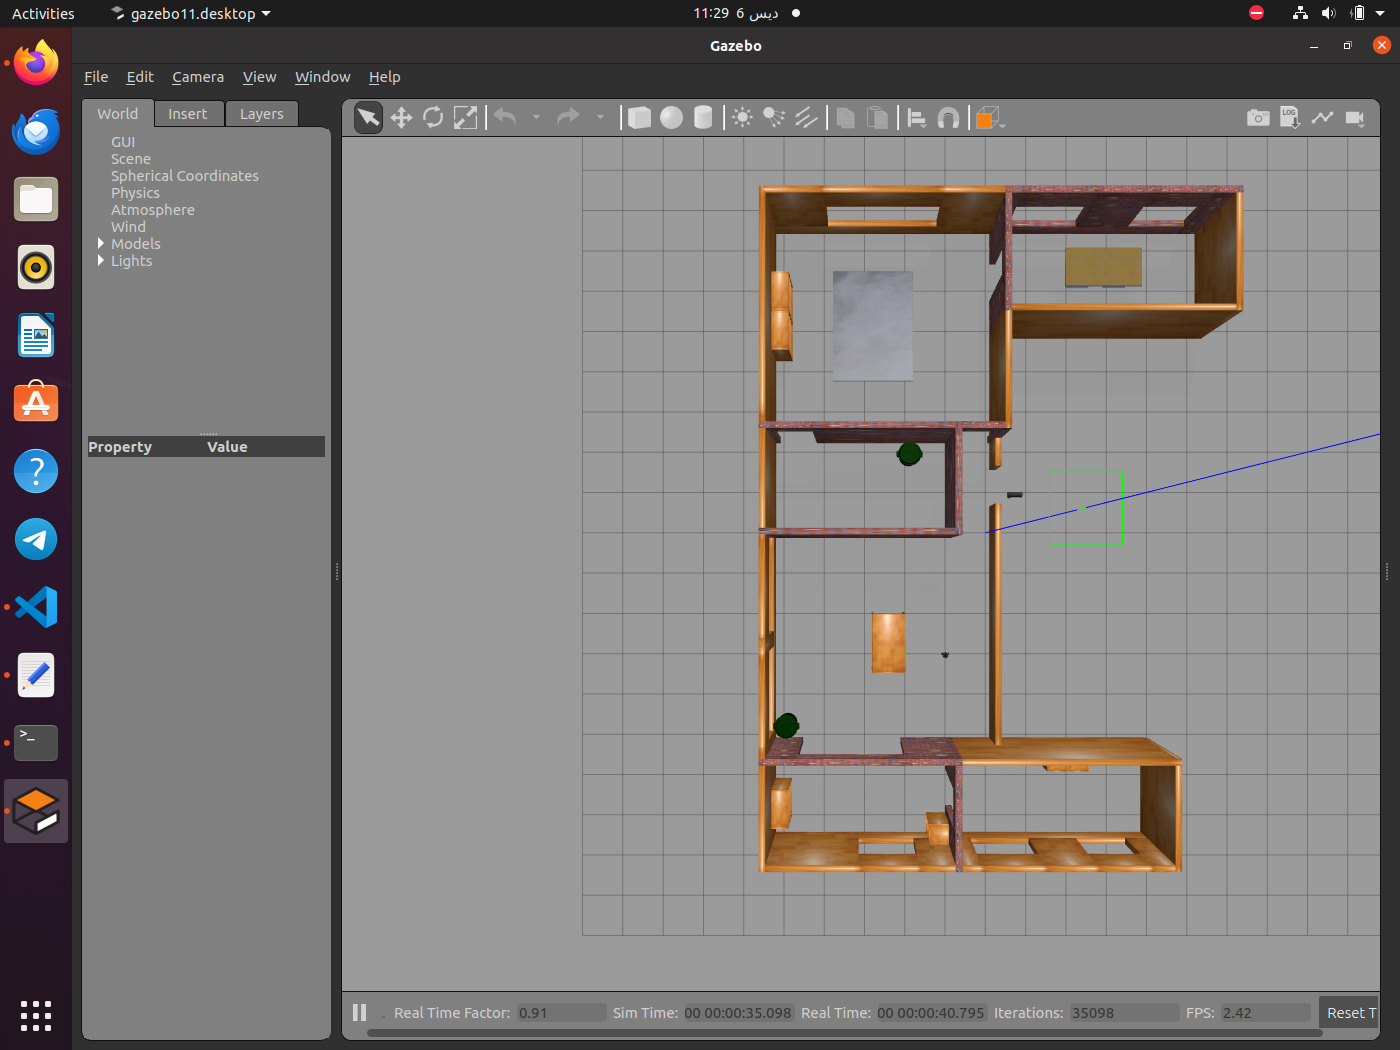 Activities
gazebo11.desktop
11:29 6 ديس
Gazebo
File Edit Camera View Window Help
World Insert Layers
GUI
Scene
Spherical Coordinates
Physics
Atmosphere
Wind
Models
Lights
Property Value
LOG
Real Time Factor: 0.91 Sim Time: 00 00:00:35.098 Real Time: 00 00:00:40.795 Iterations: 35098 FPS: 2.42 Reset T